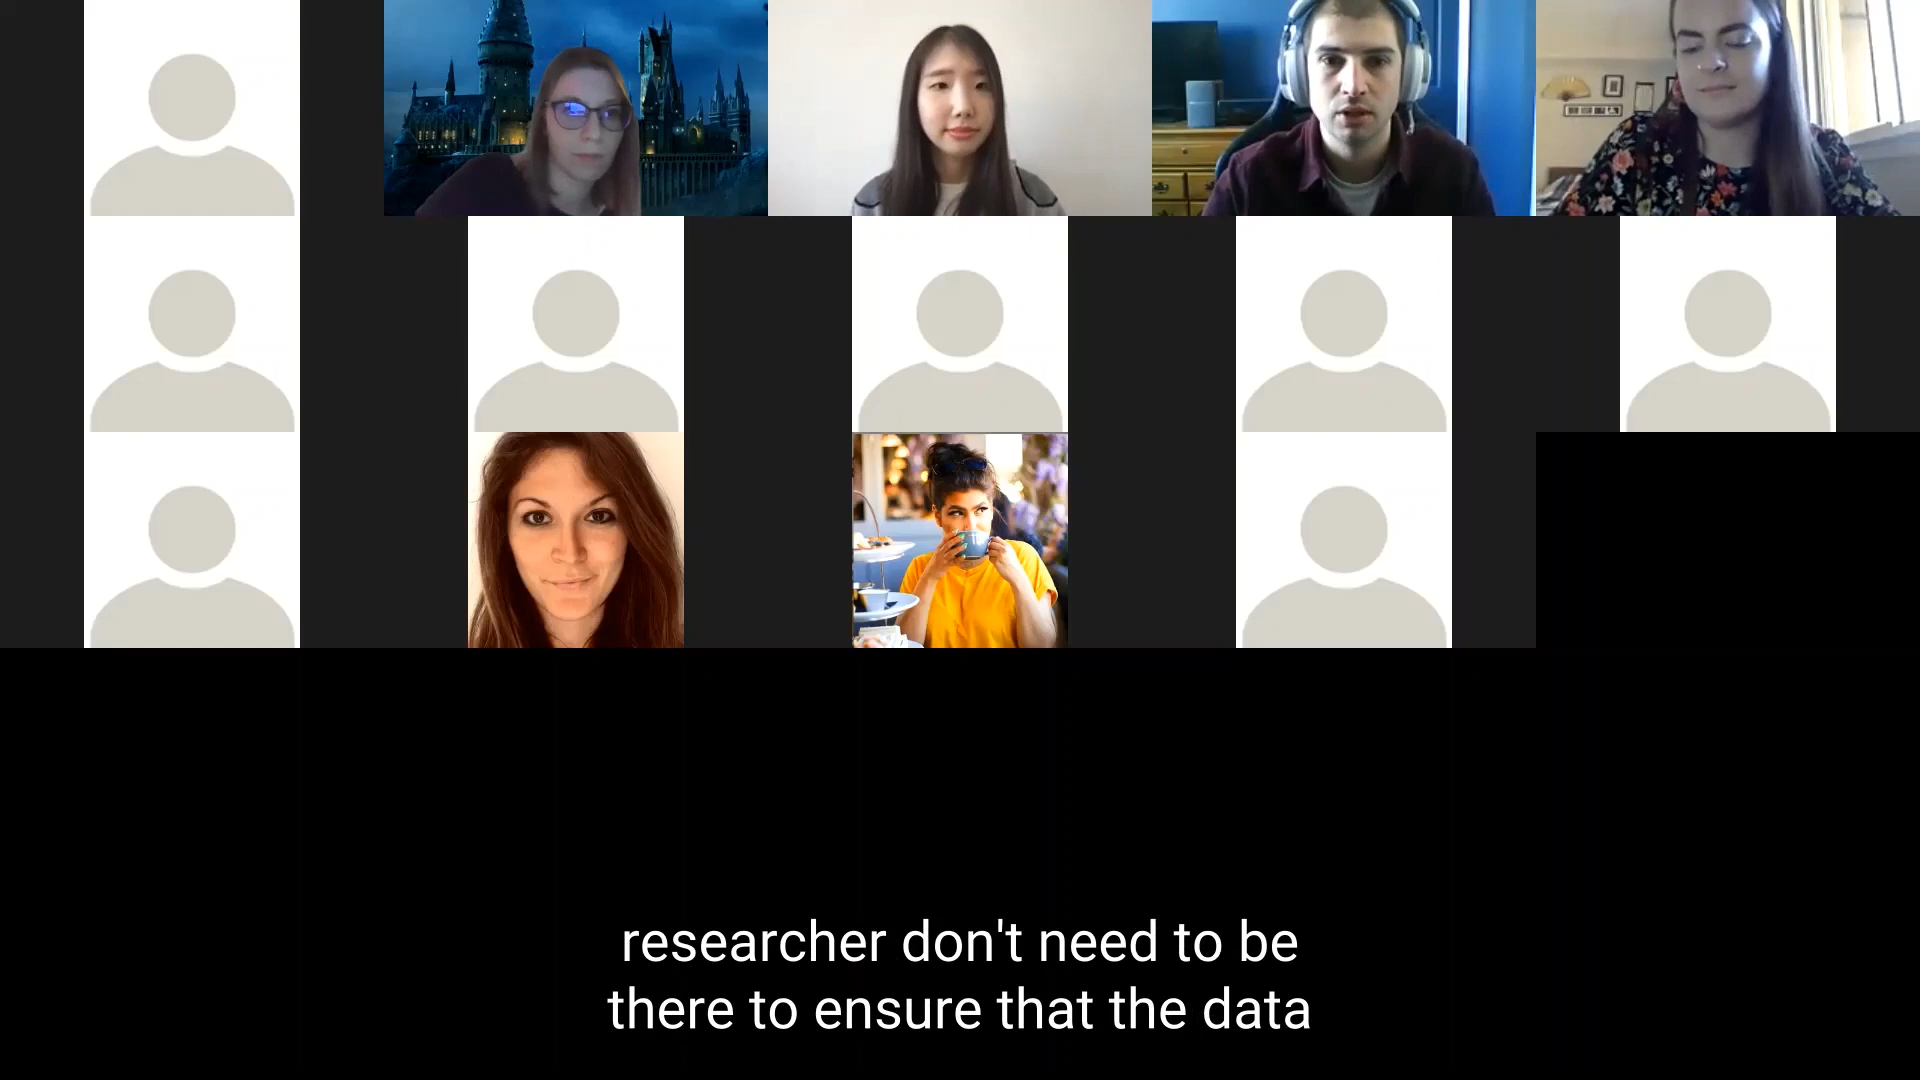 researcher don't need to be
there to ensure that the data